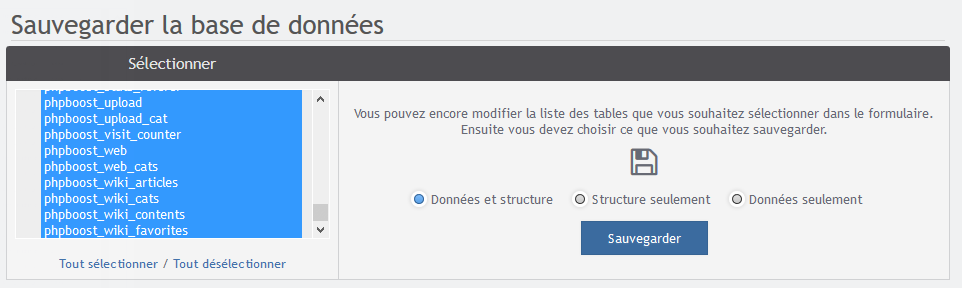 Sauvegarder la base de données
Sélectionner
phpboost_upload
phpboost_upload_cat
phpboost_visit_counter
phpboost_web
phpboost_web_cats
phpboost_wiki_articles
phpboost_wiki_cats
phpboost_wiki_contents
phpboost_wiki_favorites
Tout sélectionner / Tout désélectionner
Vous pouvez encore modifier la liste des tables que vous souhaitez sélectionner dans le formulaire.
Ensuite vous devez choisir ce que vous souhaitez sauvegarder.
Données et structure Structure seulement Données seulement
Sauvegarder